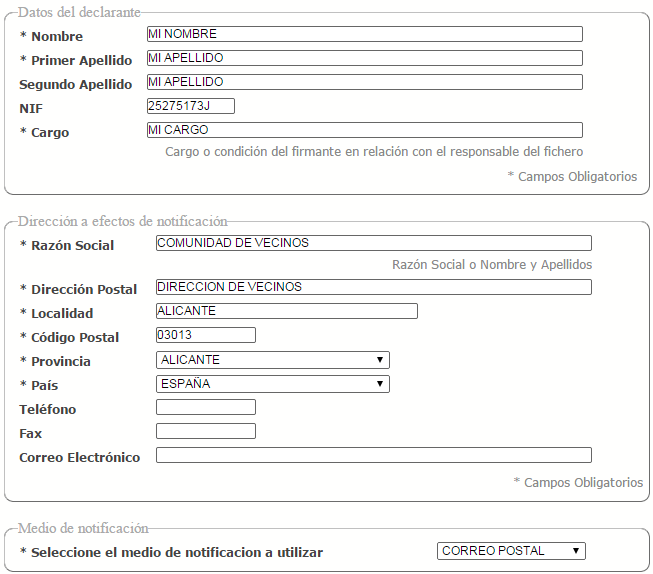 Datos del declarante
* Nombre MI NOMBRE
* Primer Apellido MI APELLIDO
Segundo Apellido MI APELLIDO
NIF 25275173J
* Cargo MI CARGO
Cargo o condición del firmante en relación con el responsable del fichero
* Campos Obligatorios
Dirección a efectos de notificación
* Razón Social COMUNIDAD DE VECINOS
Razón Social o Nombre y Apellidos
* Dirección Postal DIRECCION DE VECINOS
* Localidad ALICANTE
* Código Postal 03013
* Provincia ALICANTE
* País ESPAÑA
Teléfono
Fax
Correo Electrónico
* Campos Obligatorios
Medio de notificación
* Seleccione el medio de notificacion a utilizar CORREO POSTAL